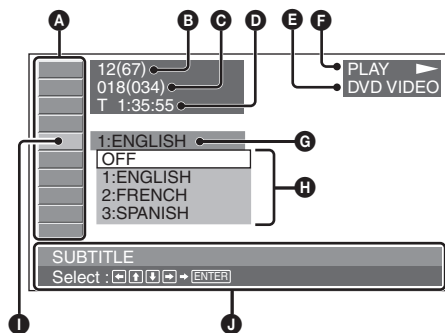 A B C D E F
12(67)
018(034)
T 1:35:55
PLAY
DVD VIDEO
1:ENGLISH
G
OFF
1:ENGLISH
2:FRENCH
3:SPANISH
H
SUBTITLE
Select : ←↑↓→ → ENTER
I J